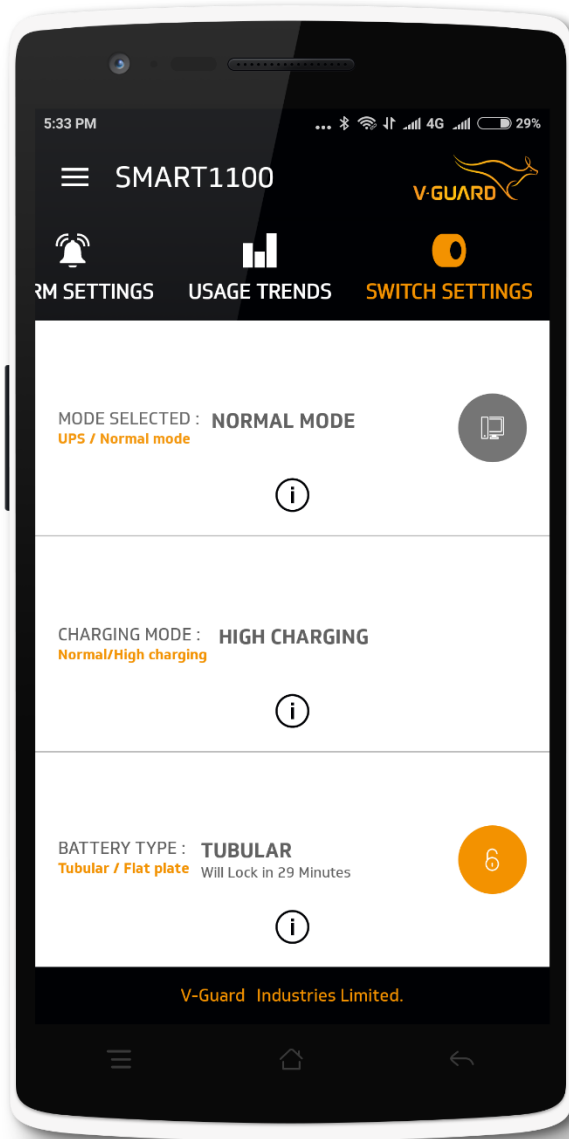 5:33 PM ... 4G 29%
SMART1100
V-GUARD
RM SETTINGS USAGE TRENDS SWITCH SETTINGS
MODE SELECTED : NORMAL MODE
UPS / Normal mode
i
CHARGING MODE : HIGH CHARGING
Normal/High charging
i
BATTERY TYPE : TUBULAR
Tubular / Flat plate Will Lock in 29 Minutes
i
V-Guard Industries Limited.